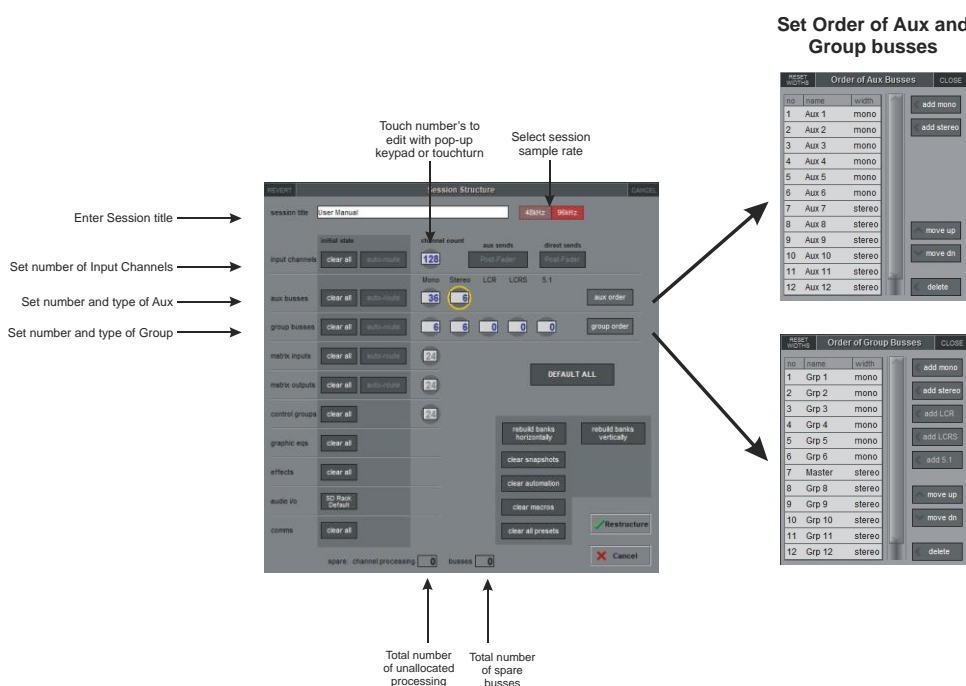 Set Order of Aux and
Group busses
RESET WIDTHS Order of Aux Busses CLOSE
no name width
1 Aux 1 mono
2 Aux 2 mono
3 Aux 3 mono
4 Aux 4 mono
5 Aux 5 mono
6 Aux 6 mono
7 Aux 7 stereo
8 Aux 8 stereo
9 Aux 9 stereo
10 Aux 10 stereo
11 Aux 11 stereo
12 Aux 12 stereo
add mono
add stereo
move up
move dn
delete
Touch number's to
edit with pop-up
keypad or touchturn
Select session
sample rate
REVERT Session Structure CANCEL
Enter Session title
session title User Manual 48kHz 96kHz
initial state channel count aux sends direct sends
Set number of Input Channels
input channels clear all auto-route 128 Post-Fader Post-Fader
Mono Stereo LCR LCRS 5.1
Set number and type of Aux
aux busses clear all auto-route 36 6 aux order
Set number and type of Group
group busses clear all auto-route 6 6 0 0 0 group order
matrix inputs clear all auto-route 24
DEFAULT ALL
matrix outputs clear all auto-route 24
control groups clear all 24
rebuild banks horizontally
rebuild banks vertically
graphic eqs clear all
clear snapshots
effects clear all
clear automation
audio i/o SD Rack Default
clear macros
Restructure
comms clear all
clear all presets
Cancel
spare: channel processing 0 busses 0
RESET WIDTHS Order of Group Busses CLOSE
no name width
1 Grp 1 mono
2 Grp 2 mono
3 Grp 3 mono
4 Grp 4 mono
5 Grp 5 mono
6 Grp 6 mono
7 Master stereo
8 Grp 8 stereo
9 Grp 9 stereo
10 Grp 10 stereo
11 Grp 11 stereo
12 Grp 12 stereo
add mono
add stereo
add LCR
add LCRS
add 5.1
move up
move dn
delete
Total number
of unallocated
processing
Total number
of spare
busses